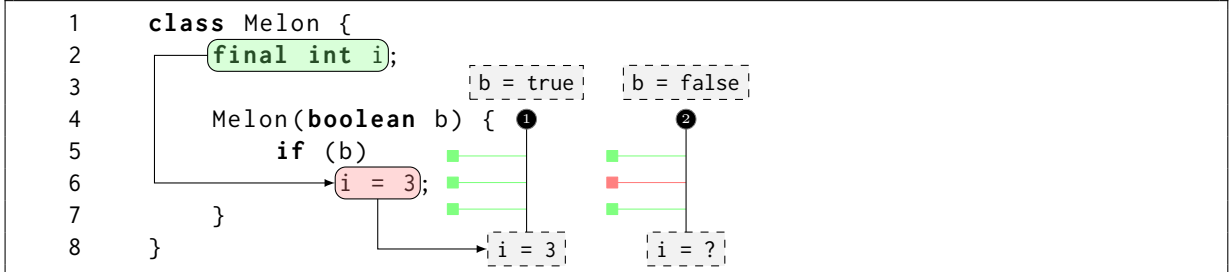 1 class Melon {
2 final int i;
3 b = true b = false
4 Melon(boolean b) { 1 2
5 if (b)
6 i = 3;
7 }
8 } i = 3 i = ?